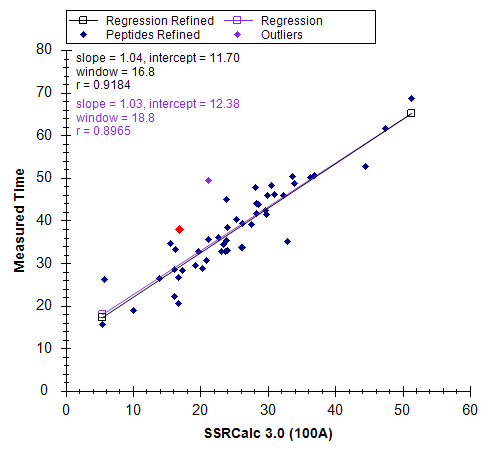 Regression Refined Regression
Peptides Refined Outliers
80
slope = 1.04, intercept = 11.70
window = 16.8
r = 0.9184
slope = 1.03, intercept = 12.38
window = 18.8
r = 0.8965
70
60
50
40
30
20
10
0
Measured Time
0 10 20 30 40 50 60
SSRCalc 3.0 (100A)